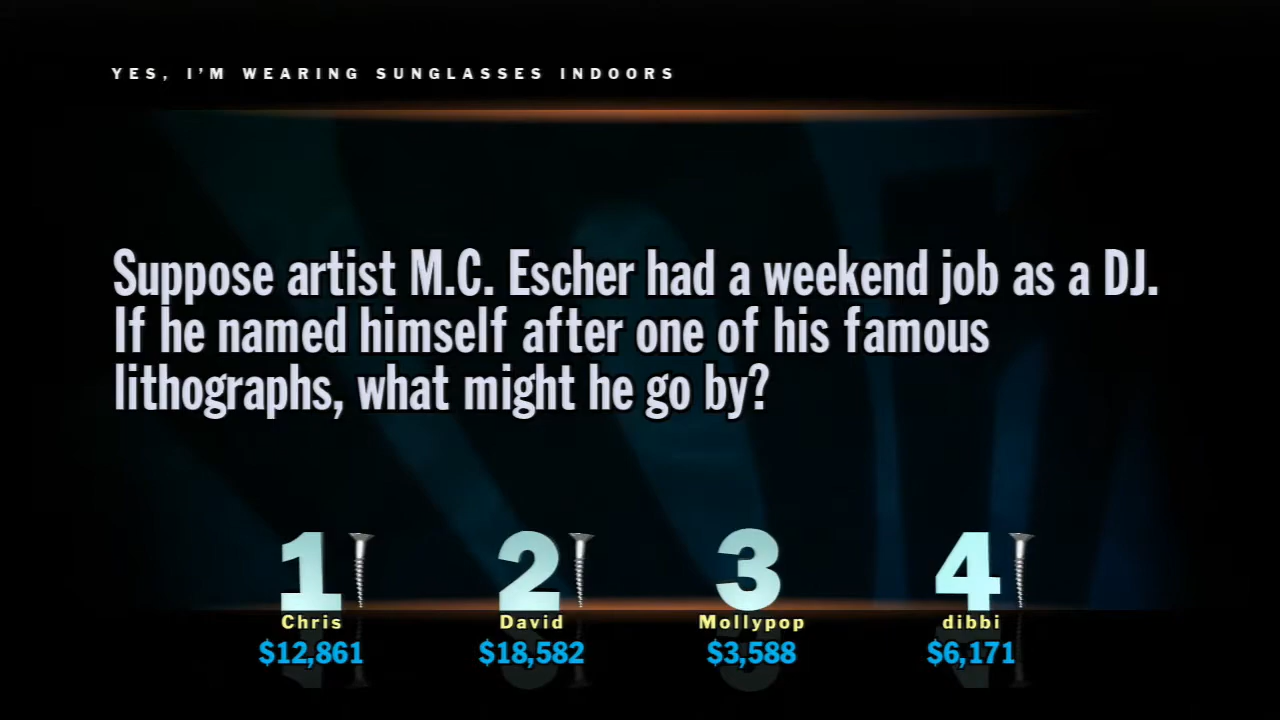 YES, I'M WEARING SUNGLASSES INDOORS
Suppose artist M.C. Escher had a weekend job as a DJ.
If he named himself after one of his famous
lithographs, what might he go by?
1 2 3 4
Chris David Mollypop dibbi
$12,861 $18,582 $3,588 $6,171